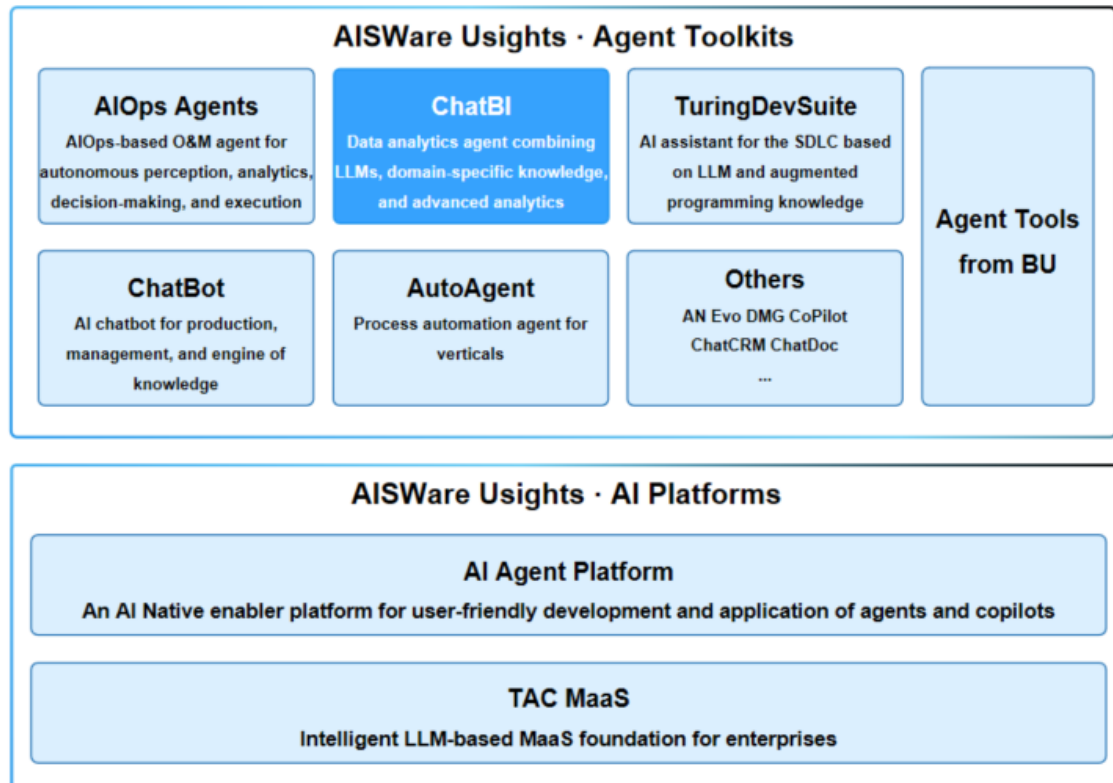 AISWare Usights · Agent Toolkits
AIOps Agents
AIOps-based O&M agent for
autonomous perception, analytics,
decision-making, and execution
ChatBI
Data analytics agent combining
LLMs, domain-specific knowledge,
and advanced analytics
TuringDevSuite
AI assistant for the SDLC based
on LLM and augmented
programming knowledge
Agent Tools
from BU
ChatBot
AI chatbot for production,
management, and engine of
knowledge
AutoAgent
Process automation agent for
verticals
Others
AN Evo DMG CoPilot
ChatCRM ChatDoc
...
AISWare Usights · AI Platforms
AI Agent Platform
An AI Native enabler platform for user-friendly development and application of agents and copilots
TAC MaaS
Intelligent LLM-based MaaS foundation for enterprises